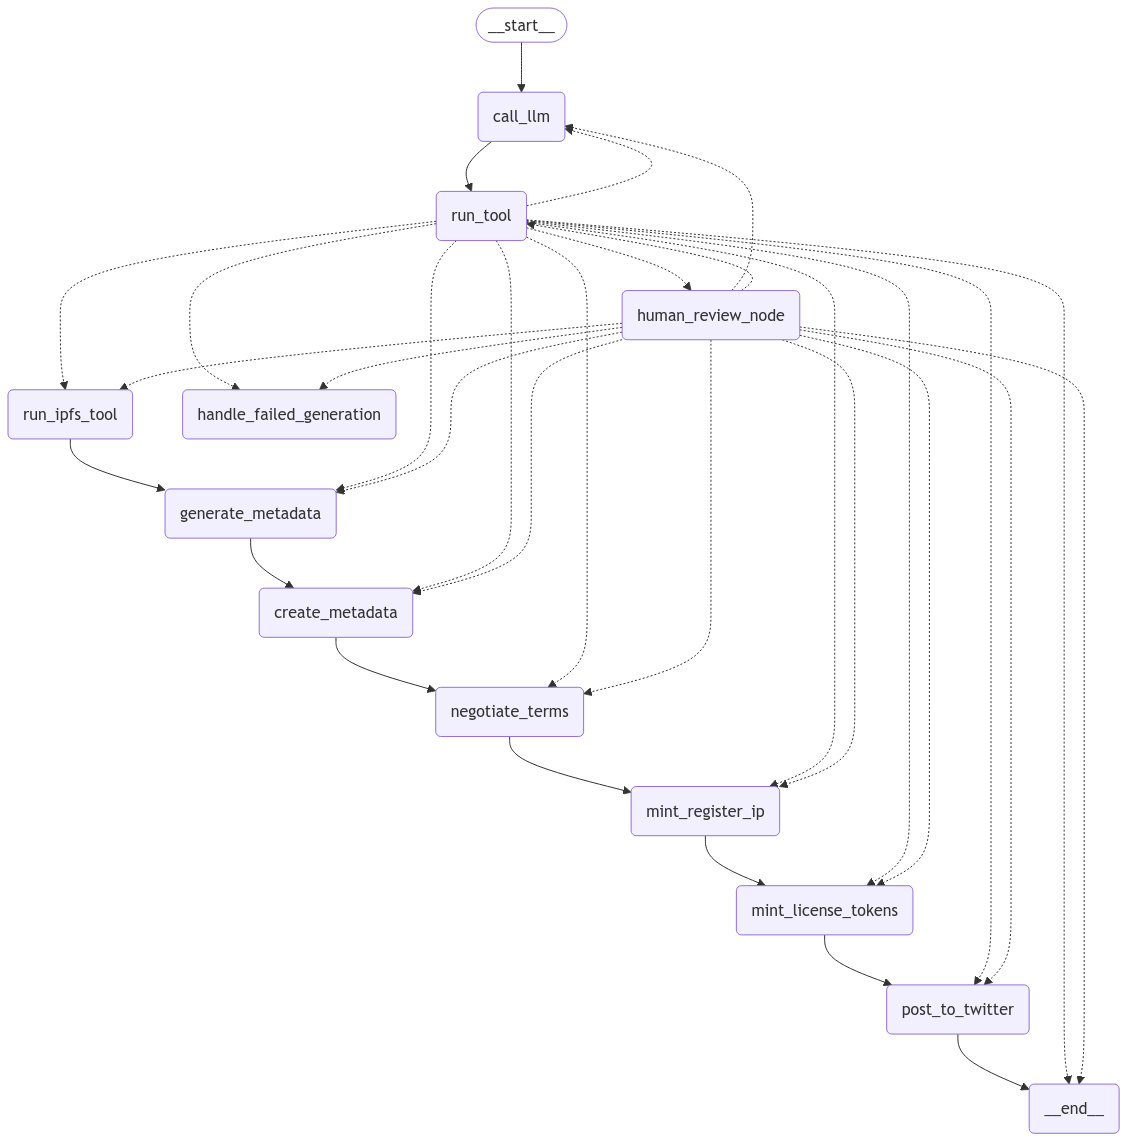 __start__
call_llm
run_tool
human_review_node
run_ipfs_tool
handle_failed_generation
generate_metadata
create_metadata
negotiate_terms
mint_register_ip
mint_license_tokens
post_to_twitter
__end__